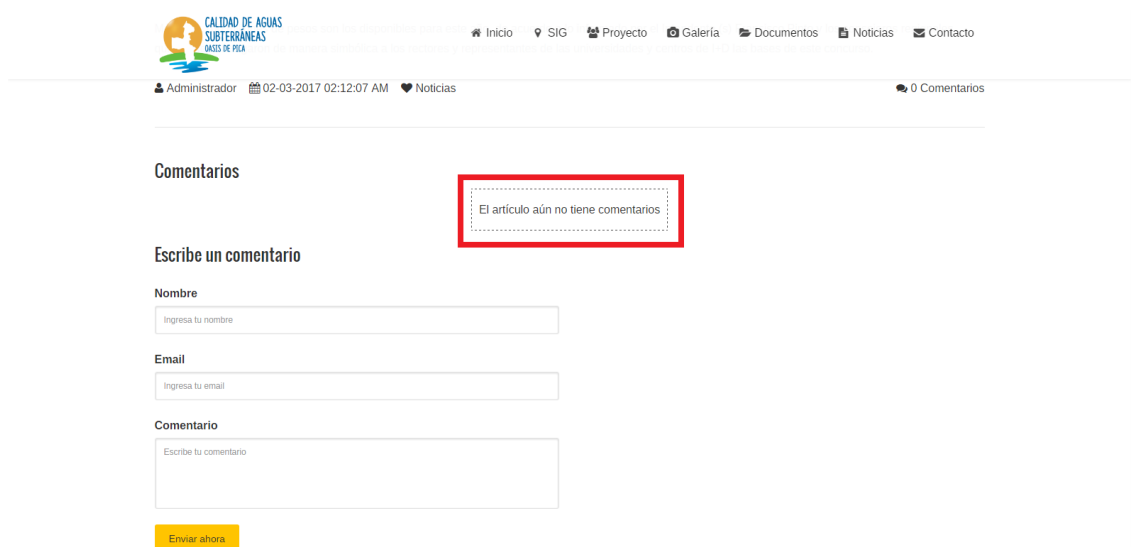 CALIDAD DE AGUAS
SUBTERRÁNEAS
OASIS DE PICA
Inicio SIG Proyecto Galería Documentos Noticias Contacto
Administrador 02-03-2017 02:12:07 AM Noticias 0 Comentarios
Comentarios
El artículo aún no tiene comentarios
Escribe un comentario
Nombre
Ingresa tu nombre
Email
Ingresa tu email
Comentario
Escribe tu comentario
Enviar ahora